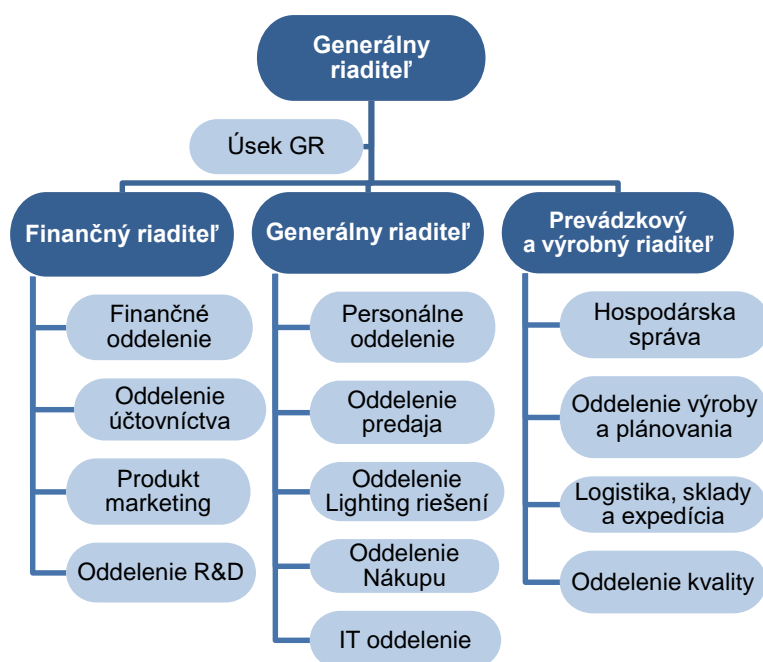 Generálny
riaditeľ
Úsek GR
Finančný riaditeľ
Finančné
oddelenie
Oddelenie
účtovníctva
Produkt
marketing
Oddelenie R&D
Generálny riaditeľ
Personálne
oddelenie
Oddelenie
predaja
Oddelenie
Lighting riešení
Oddelenie
Nákupu
IT oddelenie
Prevádzkový
a výrobný riaditeľ
Hospodárska
správa
Oddelenie výroby
a plánovania
Logistika, sklady
a expedícia
Oddelenie kvality